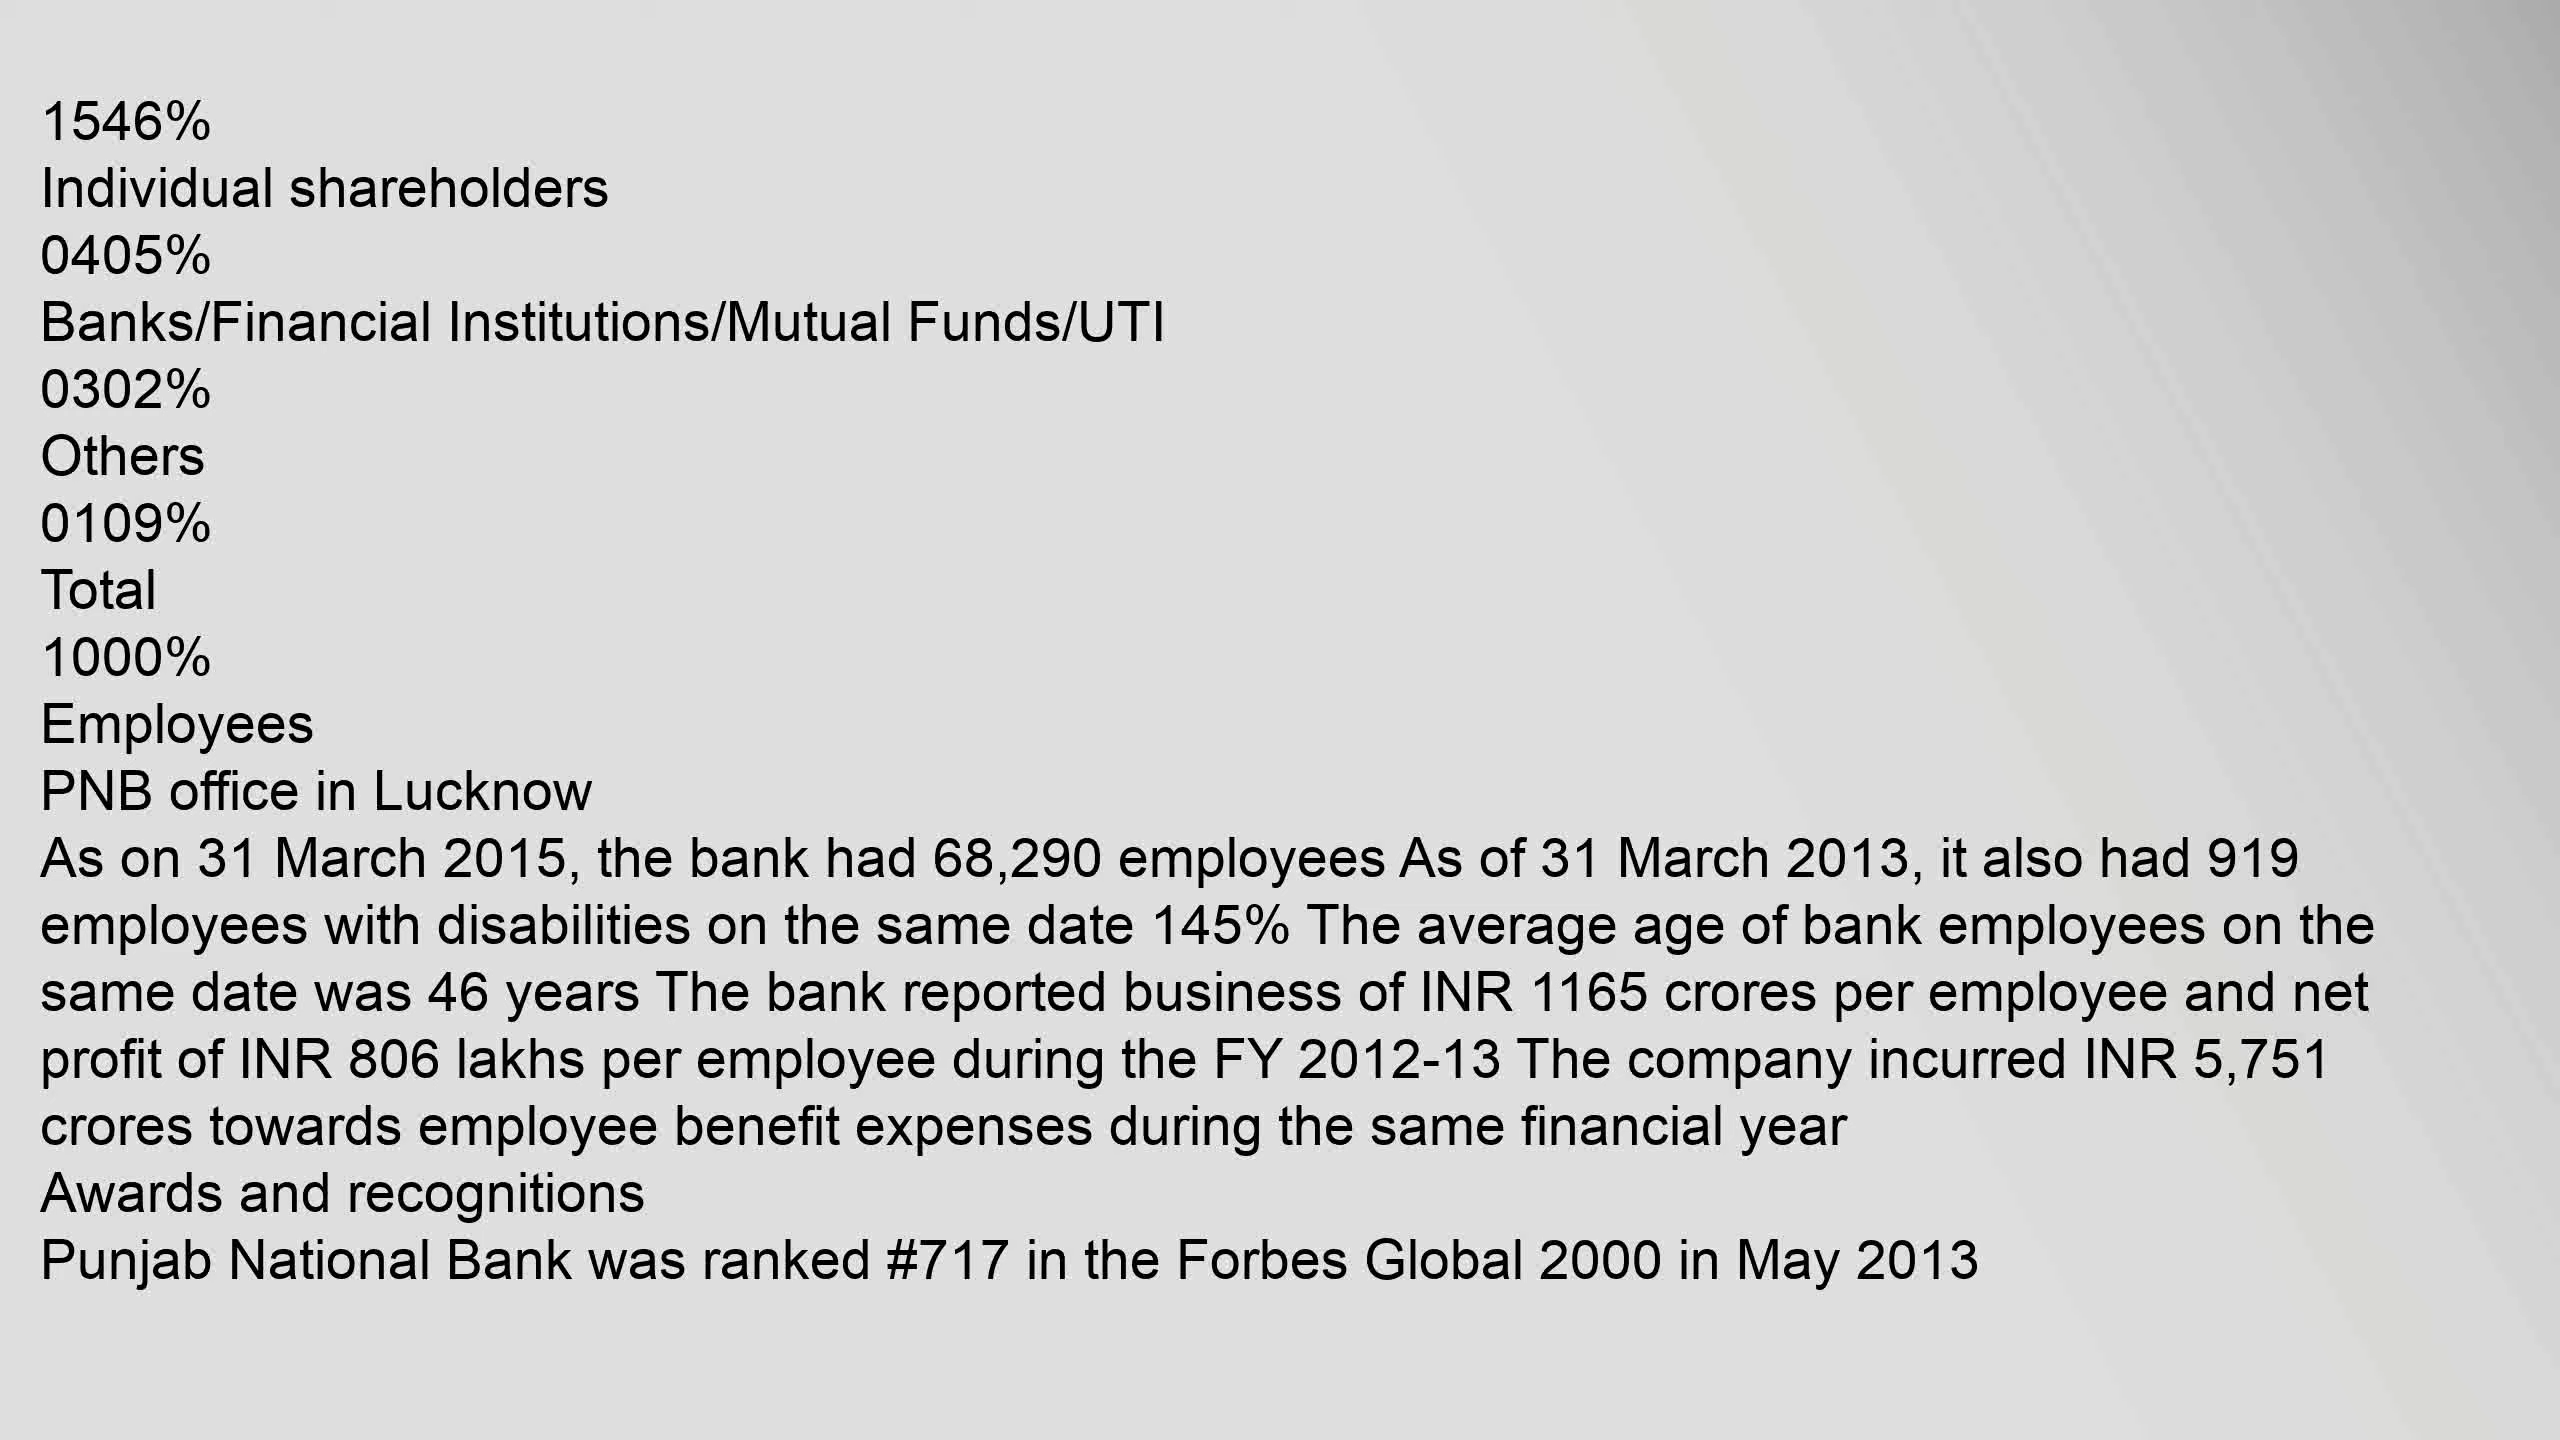 1546%
Individual shareholders
0405%
Banks/Financial Institutions/Mutual Funds/UTI
0302%
Others
0109%
Total
1000%
Employees
PNB office in Lucknow
As on 31 March 2015, the bank had 68,290 employees As of 31 March 2013, it also had 919
employees with disabilities on the same date 145% The average age of bank employees on the
same date was 46 years The bank reported business of INR 1165 crores per employee and net
profit of INR 806 lakhs per employee during the FY 2012-13 The company incurred INR 5,751
crores towards employee benefit expenses during the same financial year
Awards and recognitions
Punjab National Bank was ranked #717 in the Forbes Global 2000 in May 2013